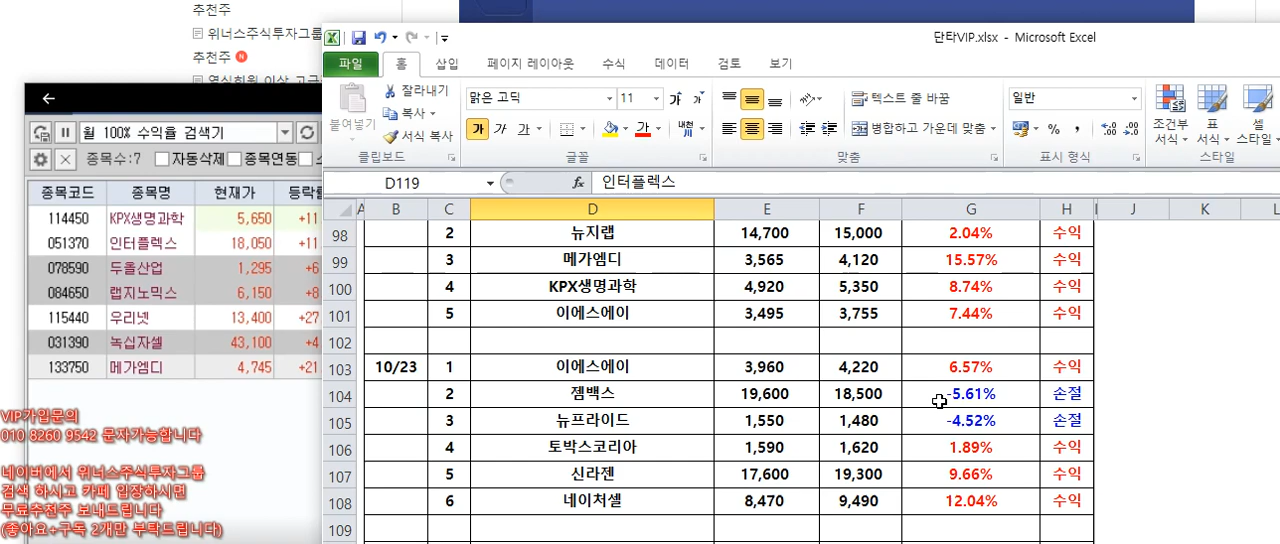 추천주
위너스주식투자그룹
추천주 N
단타VIP.xlsx - Microsoft Excel
파일 홈 삽입 페이지 레이아웃 수식 데이터 검토 보기
붙여넣기 잘라내기 복사 서식 복사 클립보드
맑은 고딕 11 가 가 가 가 가 간 가 내천 글꼴
텍스트 줄 바꿈 병합하고 가운데 맞춤 맞춤
일반 % , 표시 형식
조건부 서식 표 서식 셀 스타일 스타일
D119 fx 인터플렉스
월 100% 수익율 검색기
종목수:7 자동삭제 종목연동
종목코드 종목명 현재가 등락률
114450 KPX생명과학 5,650 +11
051370 인터플렉스 18,050 +11
078590 두올산업 1,295 +6
084650 랩지노믹스 6,150 +8
115440 우리넷 13,400 +27
031390 녹십자셀 43,100 +4
133750 메가엠디 4,745 +21
VIP가입문의
010 8260 9542 문자가능합니다
네이버에서 위너스주식투자그룹
검색 하시고 카페 입장하시면
무료추천주 보내드립니다
(좋아요+구독 2개만 부탁드립니다)
A B C D E F G H I J K L
98 2 뉴지랩 14,700 15,000 2.04% 수익
99 3 메가엠디 3,565 4,120 15.57% 수익
100 4 KPX생명과학 4,920 5,350 8.74% 수익
101 5 이에스에이 3,495 3,755 7.44% 수익
102
103 10/23 1 이에스에이 3,960 4,220 6.57% 수익
104 2 젬백스 19,600 18,500 -5.61% 손절
105 3 뉴프라이드 1,550 1,480 -4.52% 손절
106 4 토박스코리아 1,590 1,620 1.89% 수익
107 5 신라젠 17,600 19,300 9.66% 수익
108 6 네이처셀 8,470 9,490 12.04% 수익
109